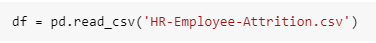 df = pd.read_csv('HR-Employee-Attrition.csv')